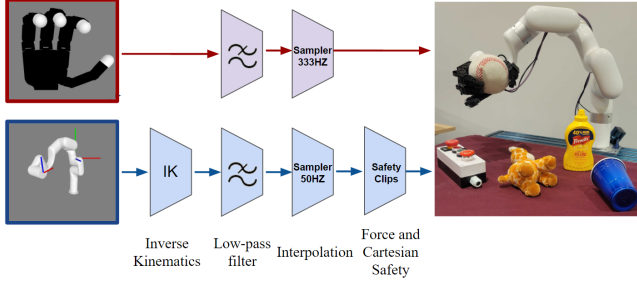 Sampler
333HZ
IK
Sampler
50HZ
Safety
Clips
Inverse
Kinematics
Low-pass
filter
Interpolation
Force and
Cartesian
Safety